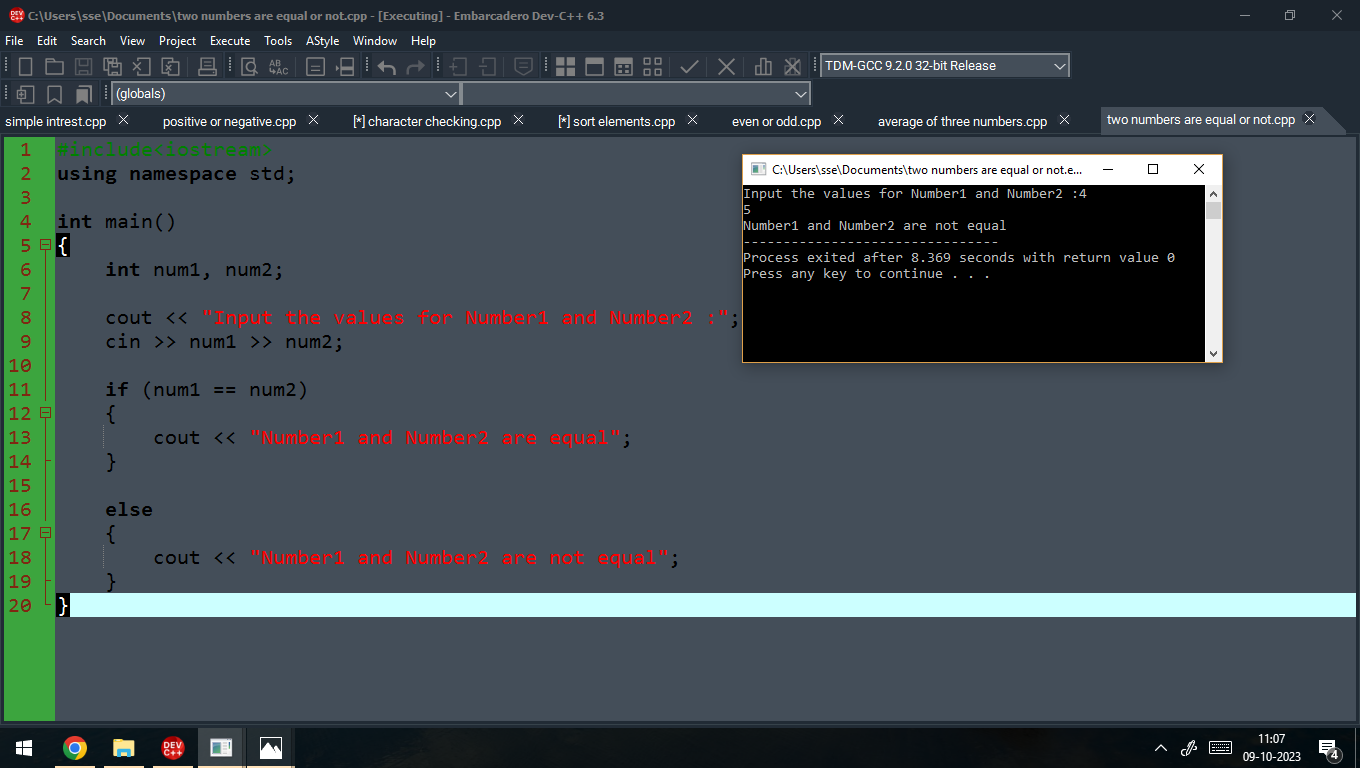 C:\Users\sse\Documents\two numbers are equal or not.cpp - [Executing] - Embarcadero Dev-C++ 6.3
File Edit Search View Project Execute Tools AStyle Window Help
TDM-GCC 9.2.0 32-bit Release
(globals)
simple intrest.cpp positive or negative.cpp [*] character checking.cpp [*] sort elements.cpp even or odd.cpp average of three numbers.cpp two numbers are equal or not.cpp
1 #include<iostream>
2 using namespace std;
3
4 int main()
5 {
6 int num1, num2;
7
8 cout << "Input the values for Number1 and Number2 :";
9 cin >> num1 >> num2;
10
11 if (num1 == num2)
12 {
13 cout << "Number1 and Number2 are equal";
14 }
15
16 else
17 {
18 cout << "Number1 and Number2 are not equal";
19 }
20 }
C:\Users\sse\Documents\two numbers are equal or not.e...
Input the values for Number1 and Number2 :4
5
Number1 and Number2 are not equal
--------------------------------
Process exited after 8.369 seconds with return value 0
Press any key to continue . . .
DEV C++
11:07
09-10-2023
4